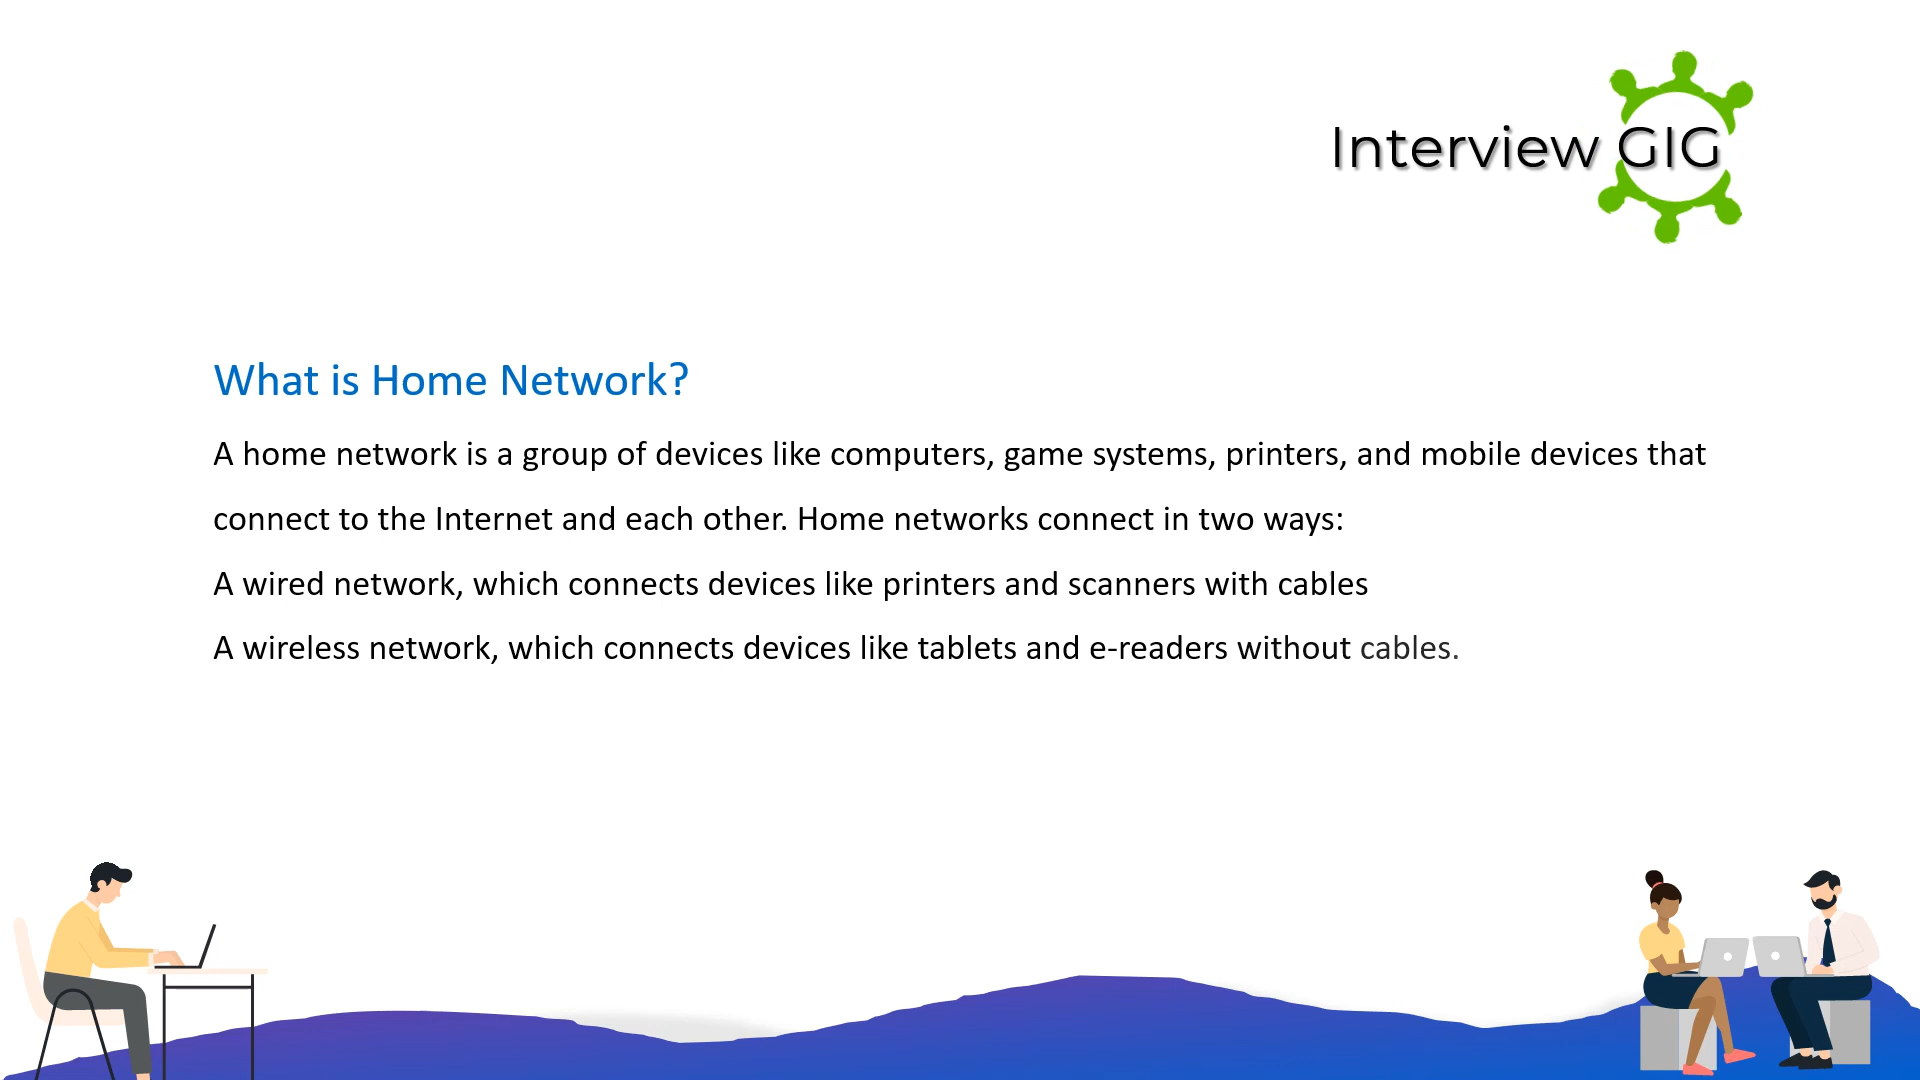 Interview GIG
What is Home Network?
A home network is a group of devices like computers, game systems, printers, and mobile devices that
connect to the Internet and each other. Home networks connect in two ways:
A wired network, which connects devices like printers and scanners with cables
A wireless network, which connects devices like tablets and e-readers without cables.